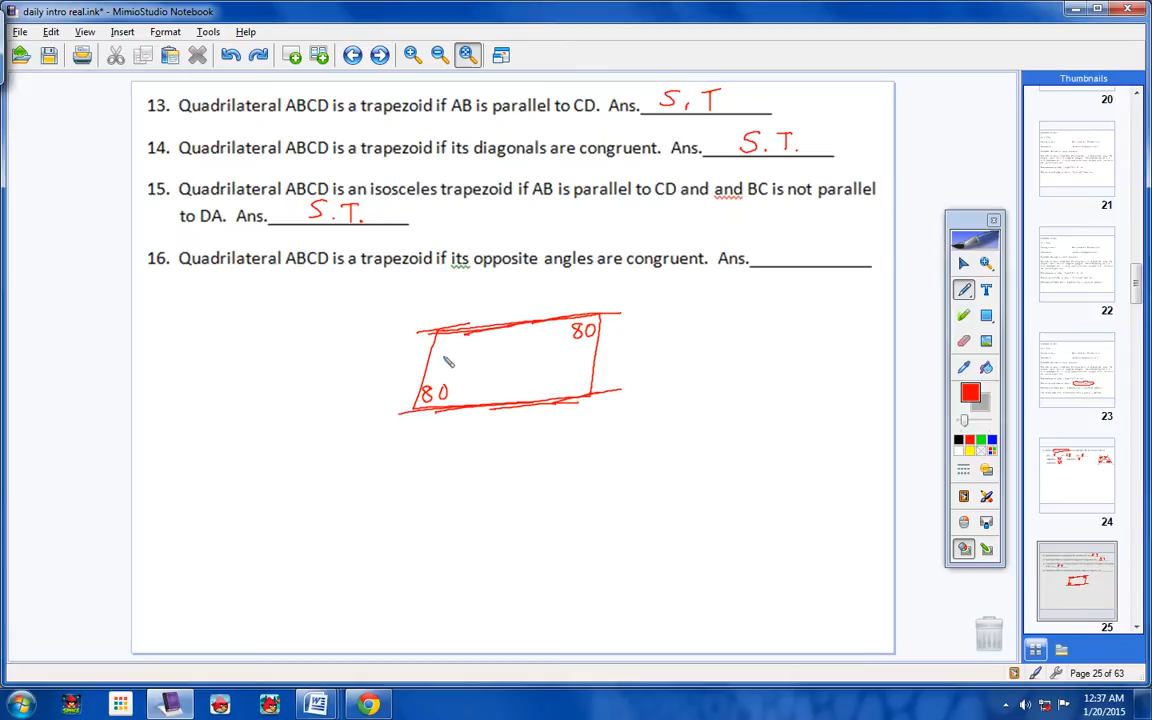 daily intro real.ink* - MimioStudio Notebook
File Edit View Insert Format Tools Help
Thumbnails
13. Quadrilateral ABCD is a trapezoid if AB is parallel to CD. Ans. S, T
14. Quadrilateral ABCD is a trapezoid if its diagonals are congruent. Ans. S.T.
15. Quadrilateral ABCD is an isosceles trapezoid if AB is parallel to CD and and BC is not parallel
to DA. Ans. S.T.
16. Quadrilateral ABCD is a trapezoid if its opposite angles are congruent. Ans.
80
80
20
21
22
23
24
25
Page 25 of 63
12:37 AM
1/20/2015